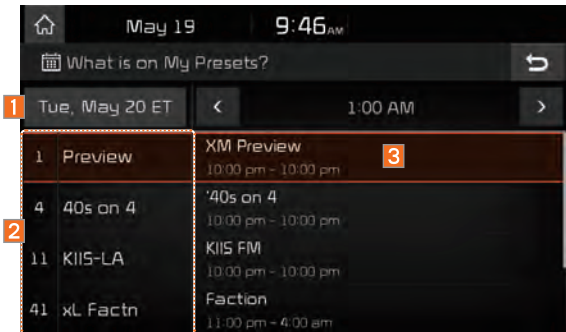 May 19 9:46AM
What is on My Presets?
1 Tue, May 20 ET < 1:00 AM >
1 Preview XM Preview 3
10:00 pm - 10:00 pm
2
4 40s on 4 '40s on 4
10:00 pm - 10:00 pm
11 KIIS-LA KIIS FM
10:00 pm - 10:00 pm
41 xL Factn Faction
11:00 pm - 4:00 am